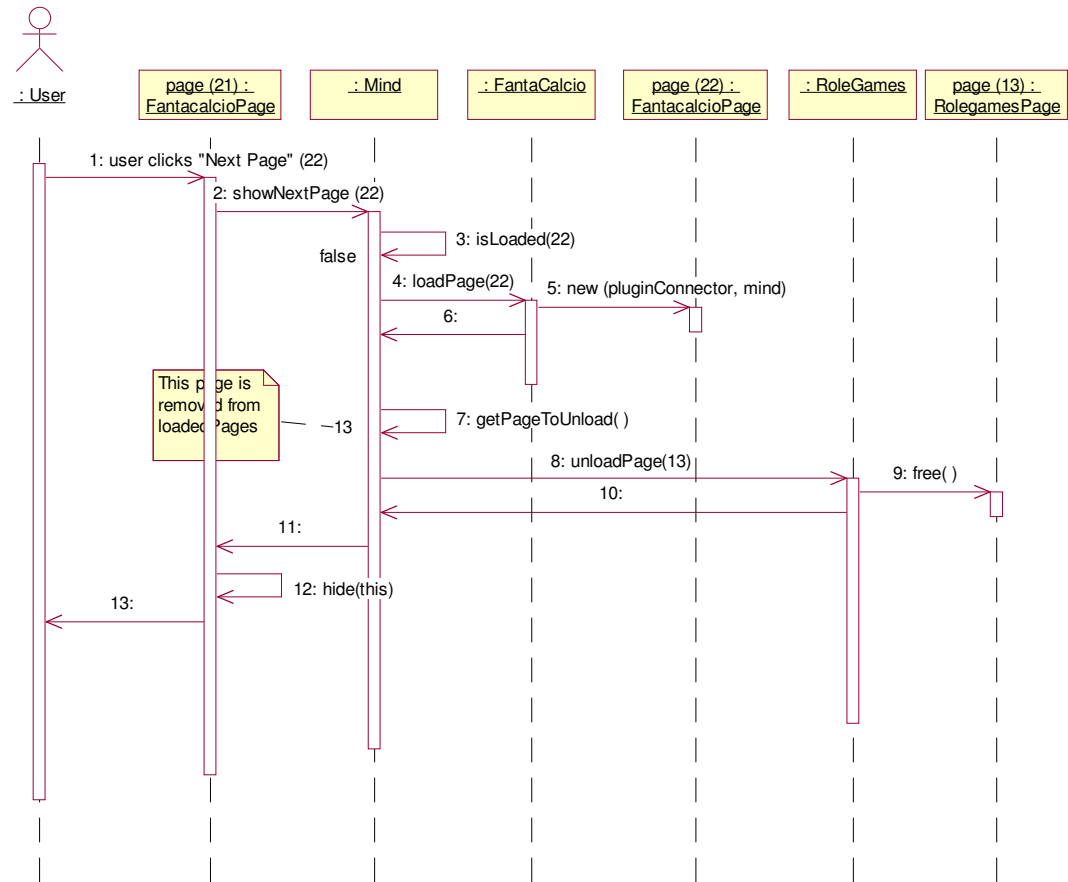 : User
page (21) :
FantacalcioPage
: Mind
: FantaCalcio
page (22) :
FantacalcioPage
: RoleGames
page (13) :
RolegamesPage
1: user clicks "Next Page" (22)
2: showNextPage (22)
3: isLoaded(22)
false
4: loadPage(22)
5: new (pluginConnector, mind)
6:
This page is
removed from
loadedPages
13
7: getPageToUnload( )
8: unloadPage(13)
9: free( )
10:
11:
12: hide(this)
13: